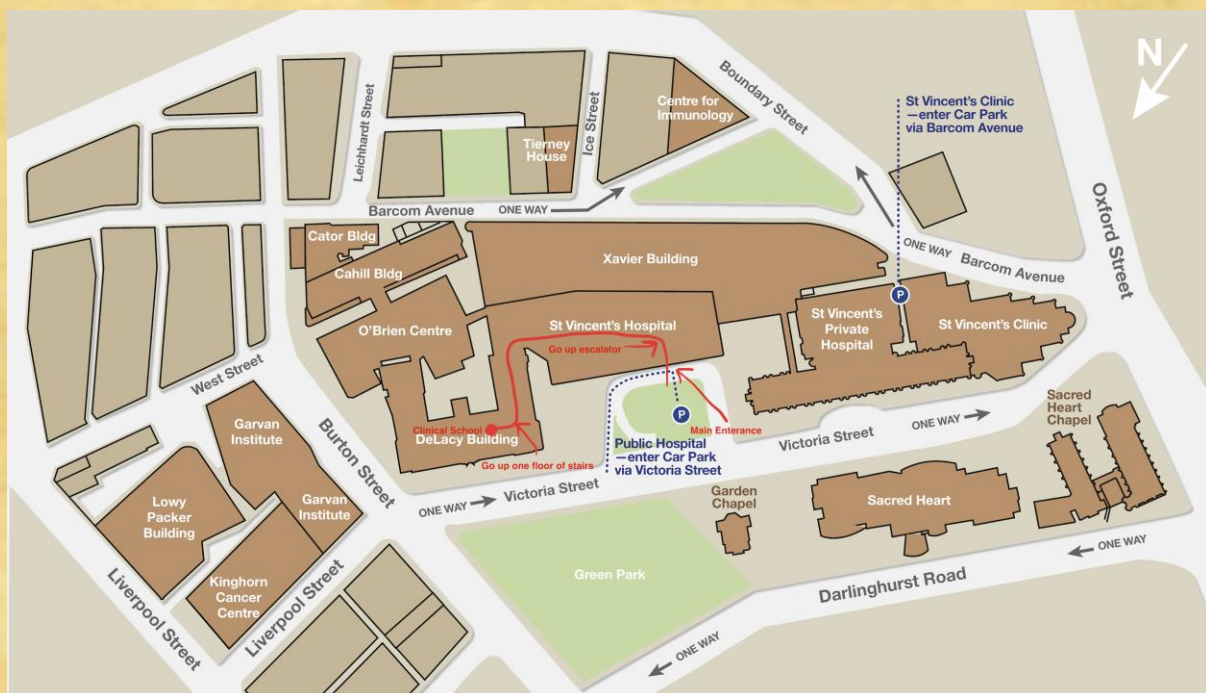 N
Boundary Street
St Vincent's Clinic
—enter Car Park
via Barcom Avenue
Leichhardt Street
Ice Street
Centre for
Immunology
Tierney
House
Oxford Street
Barcom Avenue
ONE WAY
ONE WAY
Barcom Avenue
Cator Bldg
Cahill Bldg
Xavier Building
P
O'Brien Centre
St Vincent's Hospital
St Vincent's
Private
Hospital
St Vincent's Clinic
Go up escalator
West Street
Burton Street
Garvan
Institute
Clinical School
DeLacy Building
P
Main Enterance
Go up one floor of stairs
Public Hospital
—enter Car Park
via Victoria Street
Victoria Street
ONE WAY
Sacred
Heart
Chapel
ONE WAY
Victoria Street
Garden
Chapel
Sacred Heart
Lowy
Packer
Building
Garvan
Institute
Kinghorn
Cancer
Centre
Liverpool Street
Liverpool Street
Green Park
ONE WAY
Darlinghurst Road
ONE WAY